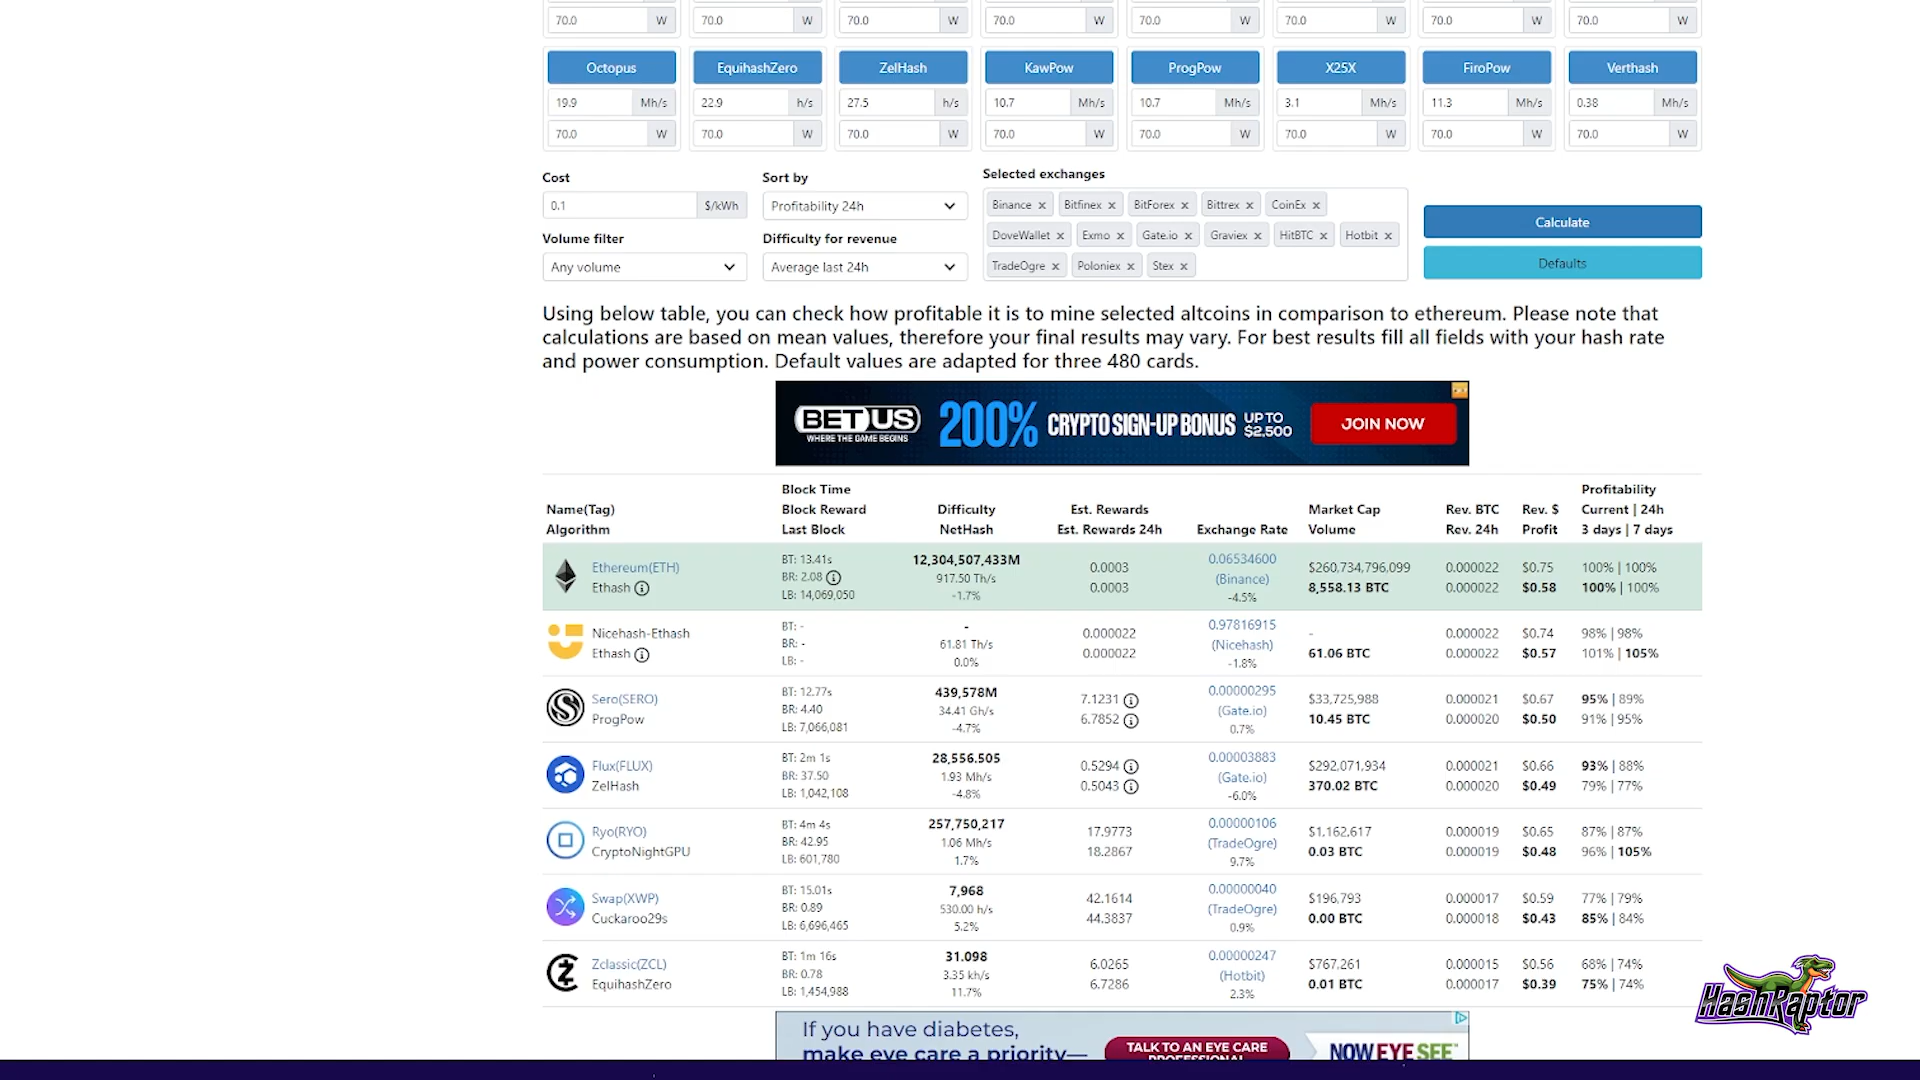 70.0 W 70.0 W 70.0 W 70.0 W 70.0 W 70.0 W 70.0 W 70.0 W
Octopus EquihashZero ZelHash KawPow ProgPow X25X FiroPow Verthash
19.9 Mh/s 22.9 h/s 27.5 h/s 10.7 Mh/s 10.7 Mh/s 3.1 Mh/s 11.3 Mh/s 0.38 Mh/s
70.0 W 70.0 W 70.0 W 70.0 W 70.0 W 70.0 W 70.0 W 70.0 W
Cost Sort by Selected exchanges
0.1 $/kWh Profitability 24h Binance × Bitfinex × BitForex × Bittrex × CoinEx ×
Calculate
Volume filter Difficulty for revenue DoveWallet × Exmo × Gate.io × Graviex × HitBTC × Hotbit ×
Any volume Average last 24h TradeOgre × Poloniex × Stex ×
Defaults
Using below table, you can check how profitable it is to mine selected altcoins in comparison to ethereum. Please note that
calculations are based on mean values, therefore your final results may vary. For best results fill all fields with your hash rate
and power consumption. Default values are adapted for three 480 cards.
BETUS WHERE THE GAME BEGINS 200% CRYPTO SIGN-UP BONUS UP TO $2,500 JOIN NOW
Block Time Profitability
Name(Tag) Block Reward Difficulty Est. Rewards Market Cap Rev. BTC Rev. $ Current | 24h
Algorithm Last Block NetHash Est. Rewards 24h Exchange Rate Volume Rev. 24h Profit 3 days | 7 days
BT: 13.41s 12,304,507,433M 0.06534600
Ethereum(ETH) BR: 2.08 917.50 Th/s 0.0003 (Binance) $260,734,796,099 0.000022 $0.75 100% | 100%
Ethash LB: 14,069,050 -1.7% 0.0003 -4.5% 8,558.13 BTC 0.000022 $0.58 100% | 100%
BT: - - 0.97816915
Nicehash-Ethash BR: - 61.81 Th/s 0.000022 (Nicehash) - 0.000022 $0.74 98% | 98%
Ethash LB: - 0.0% 0.000022 -1.8% 61.06 BTC 0.000022 $0.57 101% | 105%
BT: 12.77s 439,578M 0.00000295
Sero(SERO) BR: 4.40 34.41 Gh/s 7.1231 (Gate.io) $33,725,988 0.000021 $0.67 95% | 89%
ProgPow LB: 7,066,081 -4.7% 6.7852 0.7% 10.45 BTC 0.000020 $0.50 91% | 95%
BT: 2m 1s 28,556.505 0.00003883
Flux(FLUX) BR: 37.50 1.93 Mh/s 0.5294 (Gate.io) $292,071,934 0.000021 $0.66 93% | 88%
ZelHash LB: 1,042,108 -4.8% 0.5043 -6.0% 370.02 BTC 0.000020 $0.49 79% | 77%
BT: 4m 4s 257,750,217 0.00000106
Ryo(RYO) BR: 42.95 1.06 Mh/s 17.9773 (TradeOgre) $1,162,617 0.000019 $0.65 87% | 87%
CryptoNightGPU LB: 601,780 1.7% 18.2867 9.7% 0.03 BTC 0.000019 $0.48 96% | 105%
BT: 15.01s 7,968 0.00000040
Swap(XWP) BR: 0.89 530.00 h/s 42.1614 (TradeOgre) $196,793 0.000017 $0.59 77% | 79%
Cuckaroo29s LB: 6,696,465 5.2% 44.3837 0.9% 0.00 BTC 0.000018 $0.43 85% | 84%
BT: 1m 16s 31.098 0.00000247
Zclassic(ZCL) BR: 0.78 3.35 kh/s 6.0265 (Hotbit) $767,261 0.000015 $0.56 68% | 74%
EquihashZero LB: 1,454,988 11.7% 6.7286 2.3% 0.01 BTC 0.000017 $0.39 75% | 74%
HashRaptor
If you have diabetes,
make eye care a priority— TALK TO AN EYE CARE PROFESSIONAL NOW EYE SEE